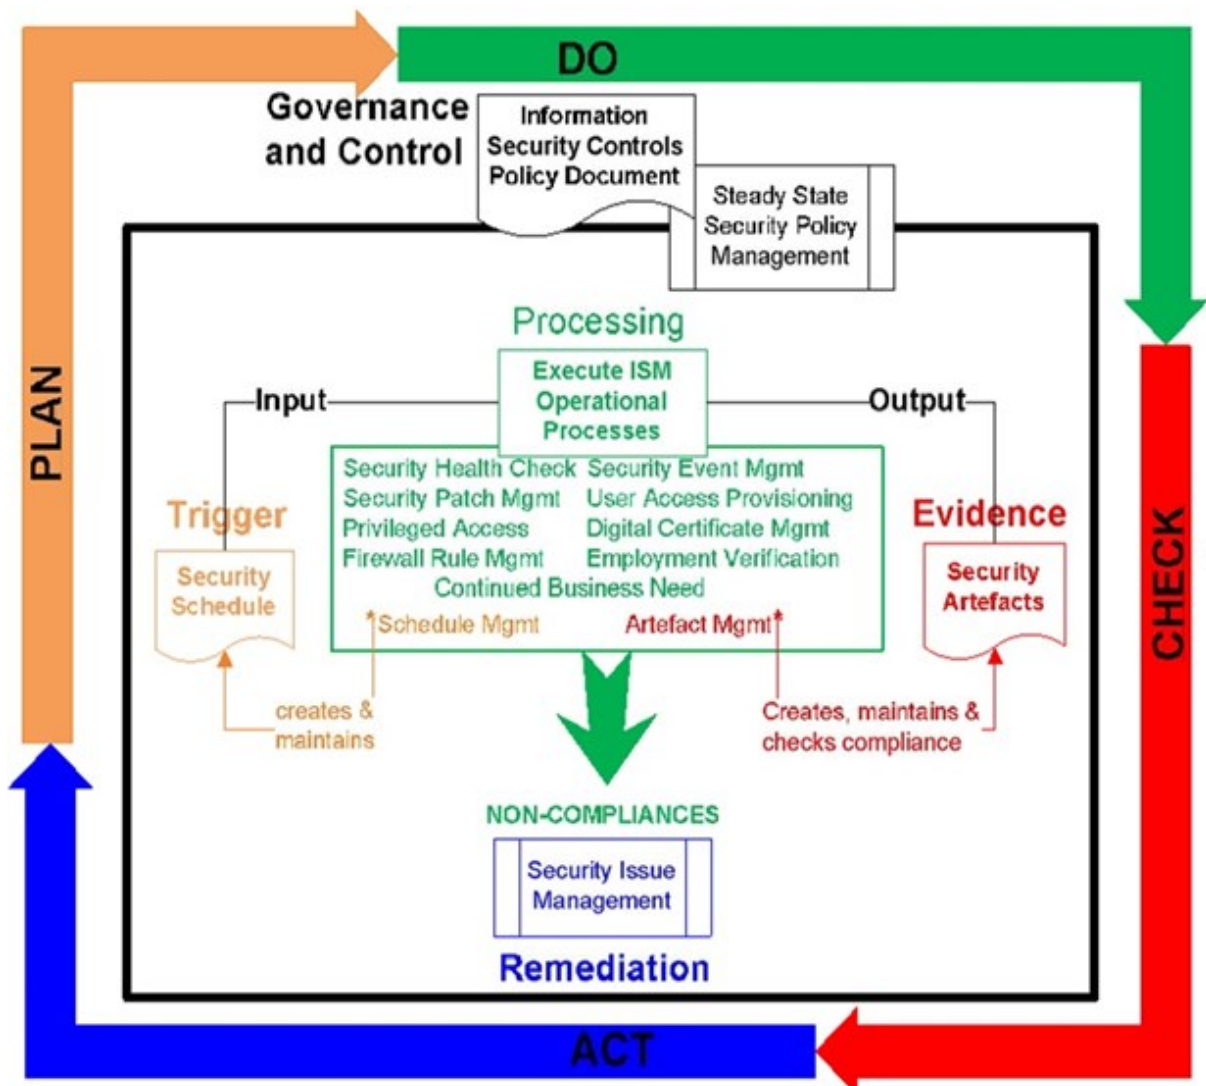 DO
Governance
and Control
Information
Security Controls
Policy Document
Steady State
Security Policy
Management
PLAN
Processing
Execute ISM
Operational
Processes
Input
Output
Security Health Check Security Event Mgmt
Security Patch Mgmt User Access Provisioning
Privileged Access Digital Certificate Mgmt
Firewall Rule Mgmt Employment Verification
Continued Business Need
*Schedule Mgmt Artefact Mgmt*
Trigger
Security
Schedule
Evidence
Security
Artefacts
CHECK
creates &
maintains
Creates, maintains &
checks compliance
NON-COMPLIANCES
Security Issue
Management
Remediation
ACT